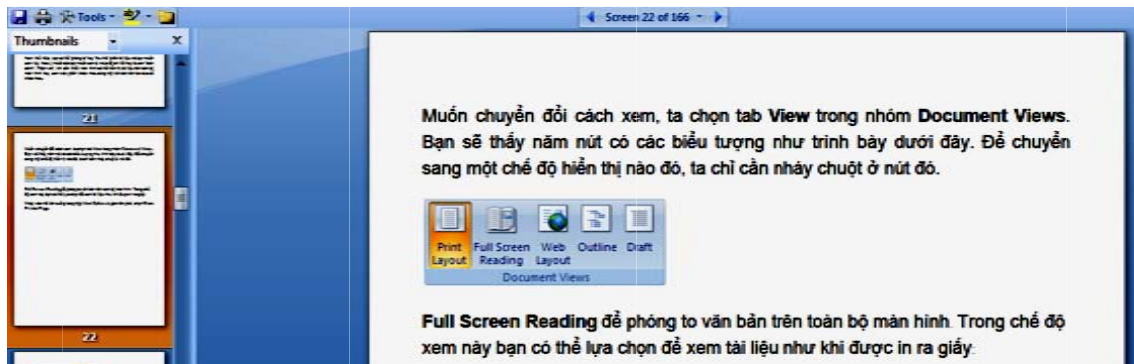 Tools
Screen 22 of 166
Thumbnails X
21
22
Muốn chuyển đổi cách xem, ta chọn tab View trong nhóm Document Views.
Bạn sẽ thấy năm nút có các biểu tượng như trình bày dưới đây. Để chuyển
sang một chế độ hiển thị nào đó, ta chỉ cần nháy chuột ở nút đó.
Print Layout
Full Screen Reading
Web Layout
Outline
Draft
Document Views
Full Screen Reading để phóng to văn bản trên toàn bộ màn hình. Trong chế độ
xem này bạn có thể lựa chọn để xem tài liệu như khi được in ra giấy: